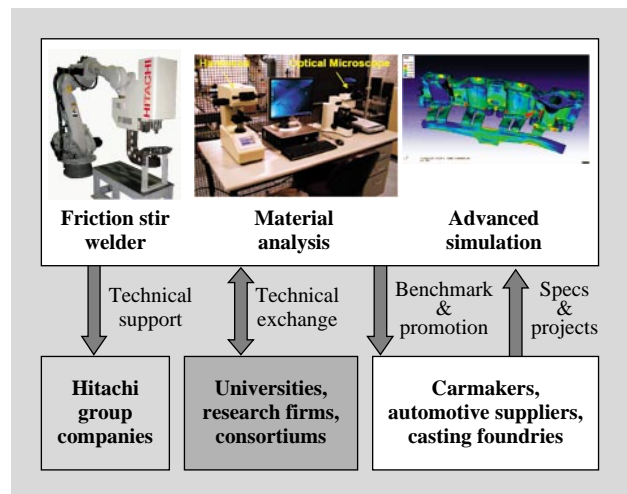 HITACHI
Optical Microscope
Friction stir
welder
Material
analysis
Advanced
simulation
Technical
support
Technical
exchange
Benchmark
&
promotion
Specs
&
projects
Hitachi
group
companies
Universities,
research firms,
consortiums
Carmakers,
automotive suppliers,
casting foundries